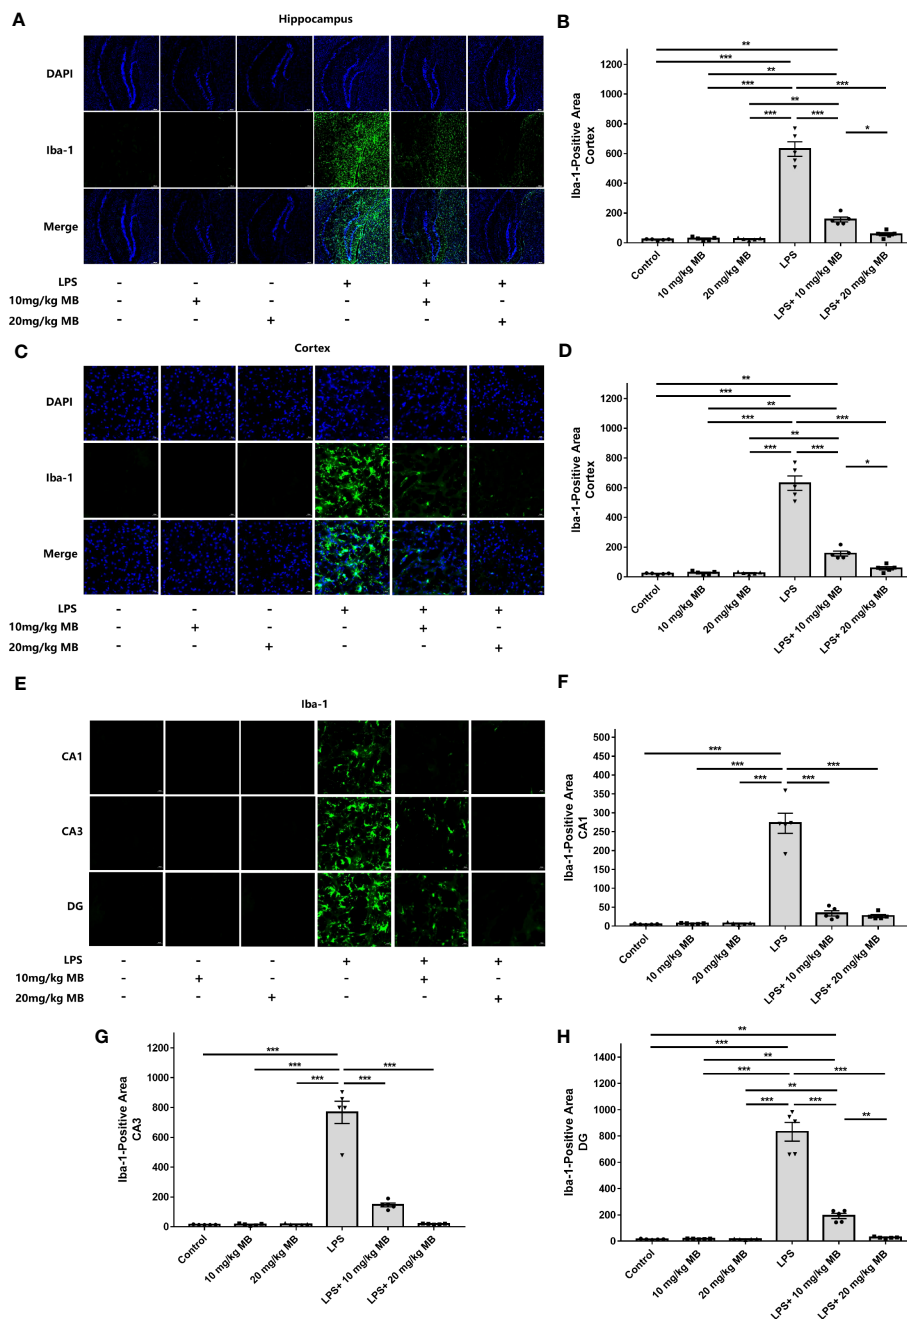 A
Hippocampus
DAPI
Iba-1
Merge
LPS - - - + + +
10mg/kg MB - + - - + -
20mg/kg MB - - + - - +
B
Iba-1-Positive Area
Cortex
1200
1000
800
600
400
200
0
**
***
**
***
***
**
***
***
*
Control
10 mg/kg MB
20 mg/kg MB
LPS
LPS+ 10 mg/kg MB
LPS+ 20 mg/kg MB
C
Cortex
DAPI
Iba-1
Merge
LPS - - - + + +
10mg/kg MB - + - - + -
20mg/kg MB - - + - - +
D
Iba-1-Positive Area
Cortex
1200
1000
800
600
400
200
0
**
***
**
***
***
**
***
***
*
Control
10 mg/kg MB
20 mg/kg MB
LPS
LPS+ 10 mg/kg MB
LPS+ 20 mg/kg MB
E
Iba-1
CA1
CA3
DG
LPS - - - + + +
10mg/kg MB - + - - + -
20mg/kg MB - - + - - +
F
Iba-1-Positive Area
CA1
500
450
400
350
300
250
200
150
100
50
0
***
***
***
***
***
Control
10 mg/kg MB
20 mg/kg MB
LPS
LPS+ 10 mg/kg MB
LPS+ 20 mg/kg MB
G
Iba-1-Positive Area
CA3
1200
1000
800
600
400
200
0
***
***
***
***
***
Control
10 mg/kg MB
20 mg/kg MB
LPS
LPS+ 10 mg/kg MB
LPS+ 20 mg/kg MB
H
Iba-1-Positive Area
DG
1400
1200
1000
800
600
400
200
0
**
***
**
***
***
**
***
***
**
Control
10 mg/kg MB
20 mg/kg MB
LPS
LPS+ 10 mg/kg MB
LPS+ 20 mg/kg MB